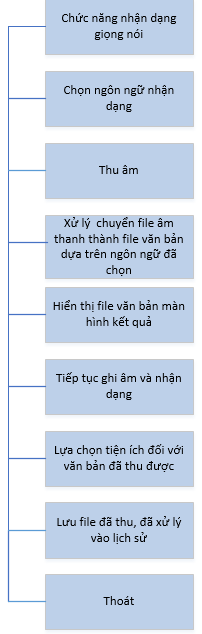 Chức năng nhận dạng
giọng nói
Chọn ngôn ngữ nhận
dạng
Thu âm
Xử lý chuyển file âm
thanh thành file văn bản
dựa trên ngôn ngữ đã
chọn
Hiển thị file văn bản màn
hình kết quả
Tiếp tục ghi âm và nhận
dạng
Lựa chọn tiện ích đối với
văn bản đã thu được
Lưu file đã thu, đã xử lý
vào lịch sử
Thoát